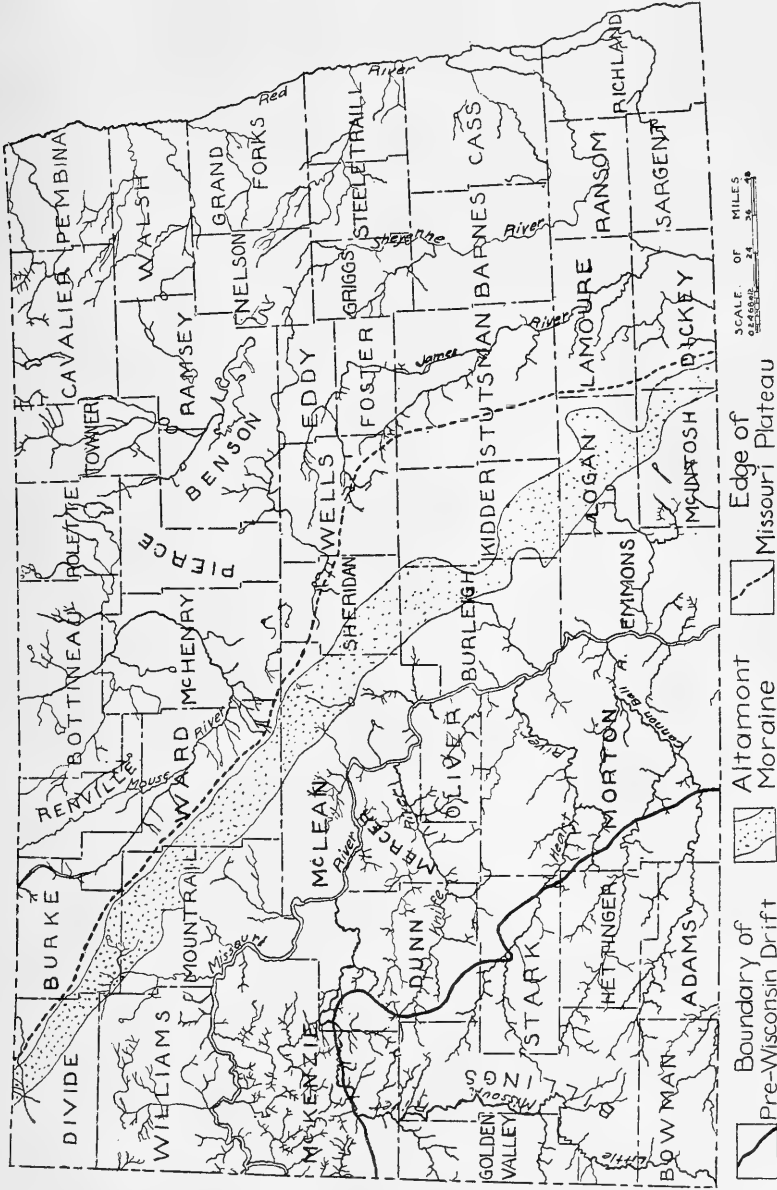 DIVIDE
BURKE
RENVILLE
BOTTINEAU
ROLETTE
TOWNER
CAVALIER
PEMBINA
WILLIAMS
MOUNTRAIL
WARD
Mouse River
McHENRY
PIERCE
BENSON
RAMSEY
WALSH
NELSON
GRAND
FORKS
Red River
McKENZIE
Missouri River
McLEAN
SHERIDAN
WELLS
EDDY
FOSTER
GRIGGS
STEELE
TRAILL
Sheyenne River
DUNN
MERCER
River
OLIVER
BURLEIGH
KIDDER
STUTSMAN
James River
BARNES
CASS
GOLDEN
VALLEY
INGS
Little Missouri
STARK
Heart River
MORTON
Cannon Ball R.
EMMONS
LOGAN
LAMOURE
RANSOM
RICHLAND
BOWMAN
HETTINGER
ADAMS
McINTOSH
DICKEY
SARGENT
SCALE OF MILES
Boundary of
Pre-Wisconsin Drift
Altamont
Moraine
Edge of
Missouri Plateau